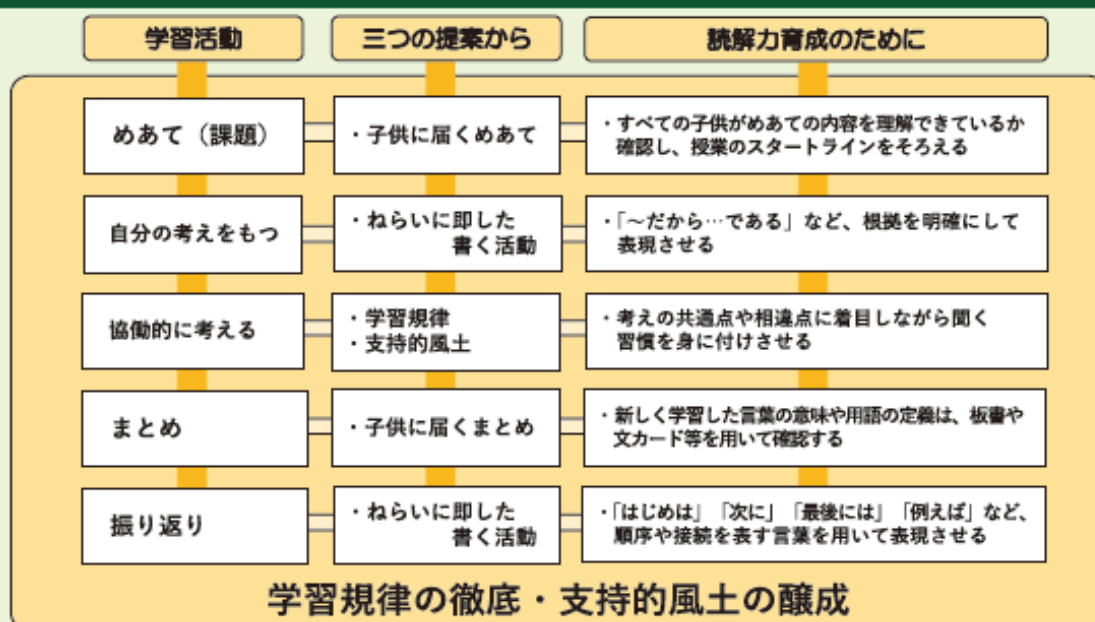 学習活動
三つの提案から
読解力育成のために
めあて（課題）
・子供に届くめあて
・すべての子供がめあての内容を理解できているか
確認し、授業のスタートラインをそろえる
自分の考えをもつ
・ねらいに即した
書く活動
・「～だから…である」など、根拠を明確にして
表現させる
協働的に考える
・学習規律
・支持的風土
・考えの共通点や相違点に着目しながら聞く
習慣を身に付けさせる
まとめ
・子供に届くまとめ
・新しく学習した言葉の意味や用語の定義は、板書や
文カード等を用いて確認する
振り返り
・ねらいに即した
書く活動
・「はじめは」「次に」「最後には」「例えば」など、
順序や接続を表す言葉を用いて表現させる
学習規律の徹底・支持的風土の醸成